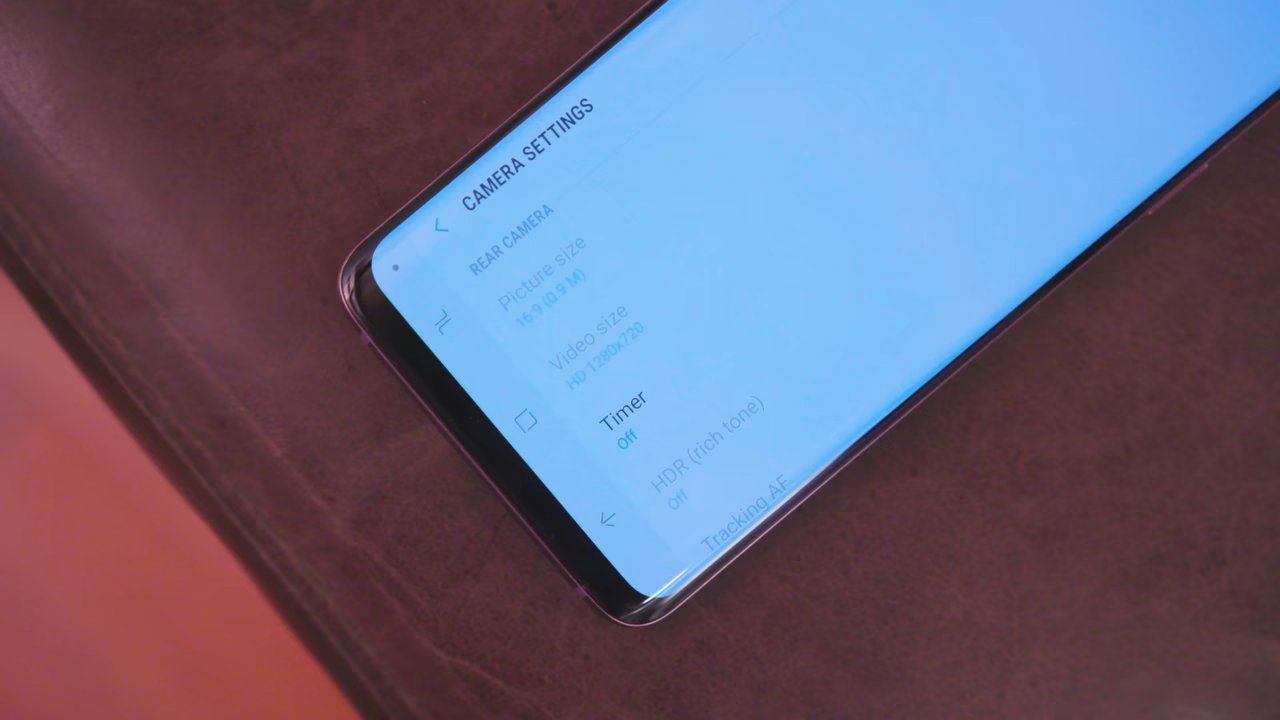 CAMERA SETTINGS
REAR CAMERA
Picture size
16:9 (0.9 M)
Video size
HD 1280x720
Timer
Off
HDR (rich tone)
Off
Tracking AF